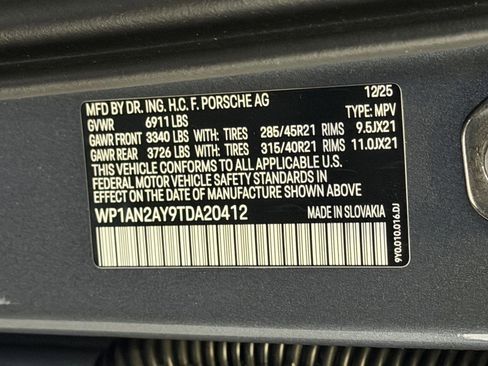 MFD BY DR. ING. H.C. F. PORSCHE AG 12/25
GVWR 6911 LBS TYPE: MPV
GAWR FRONT 3340 LBS WITH: TIRES 285/45R21 RIMS 9.5JX21
GAWR REAR 3726 LBS WITH: TIRES 315/40R21 RIMS 11.0JX21
THIS VEHICLE CONFORMS TO ALL APPLICABLE U.S.
FEDERAL MOTOR VEHICLE SAFETY STANDARDS IN
EFFECT ON THE DATE OF MANUFACTURE SHOWN ABOVE
WP1AN2AY9TDA20412 MADE IN SLOVAKIA
9Y0.010.016.DJ